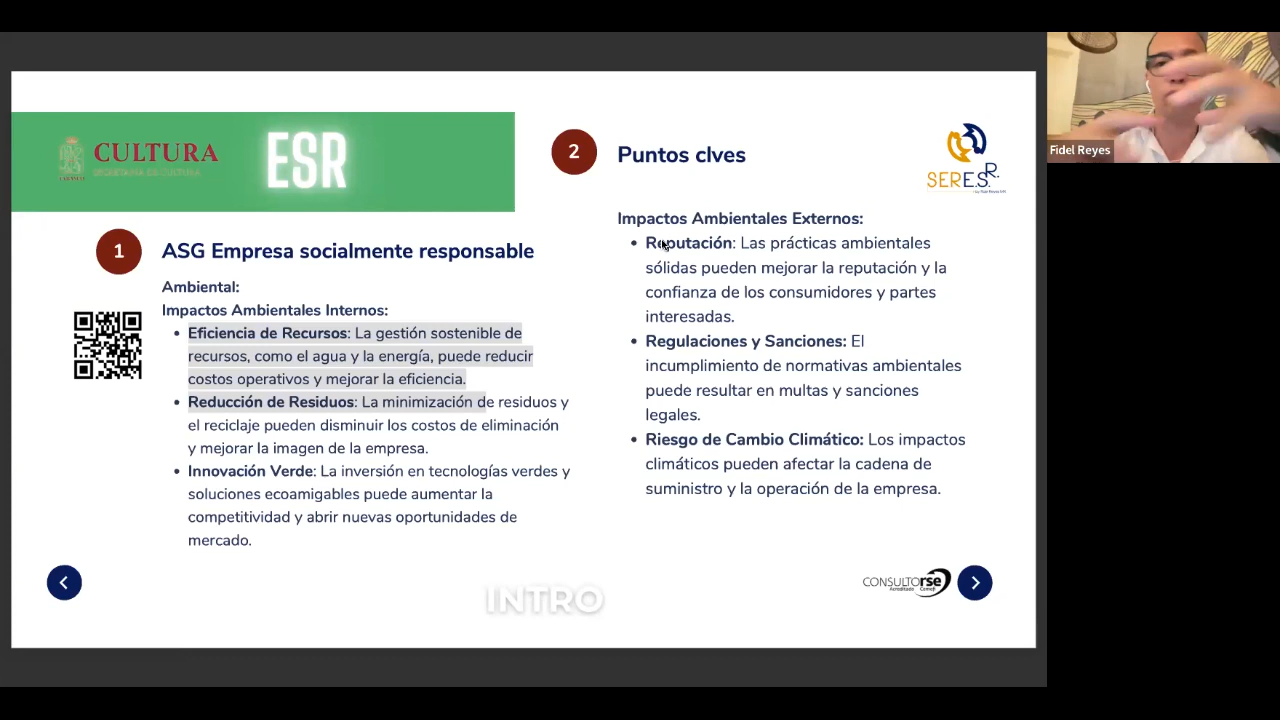 CULTURA
SECRETARÍA DE CULTURA
ESR
1
ASG Empresa socialmente responsable
Ambiental:
Impactos Ambientales Internos:
• Eficiencia de Recursos: La gestión sostenible de
recursos, como el agua y la energía, puede reducir
costos operativos y mejorar la eficiencia.
• Reducción de Residuos: La minimización de residuos y
el reciclaje pueden disminuir los costos de eliminación
y mejorar la imagen de la empresa.
• Innovación Verde: La inversión en tecnologías verdes y
soluciones ecoamigables puede aumentar la
competitividad y abrir nuevas oportunidades de
mercado.
2
Puntos clves
SERE.S.R.
Impactos Ambientales Externos:
• Reputación: Las prácticas ambientales
sólidas pueden mejorar la reputación y la
confianza de los consumidores y partes
interesadas.
• Regulaciones y Sanciones: El
incumplimiento de normativas ambientales
puede resultar en multas y sanciones
legales.
• Riesgo de Cambio Climático: Los impactos
climáticos pueden afectar la cadena de
suministro y la operación de la empresa.
INTRO
CONSULTORSE
Acreditado Cemefi
Fidel Reyes